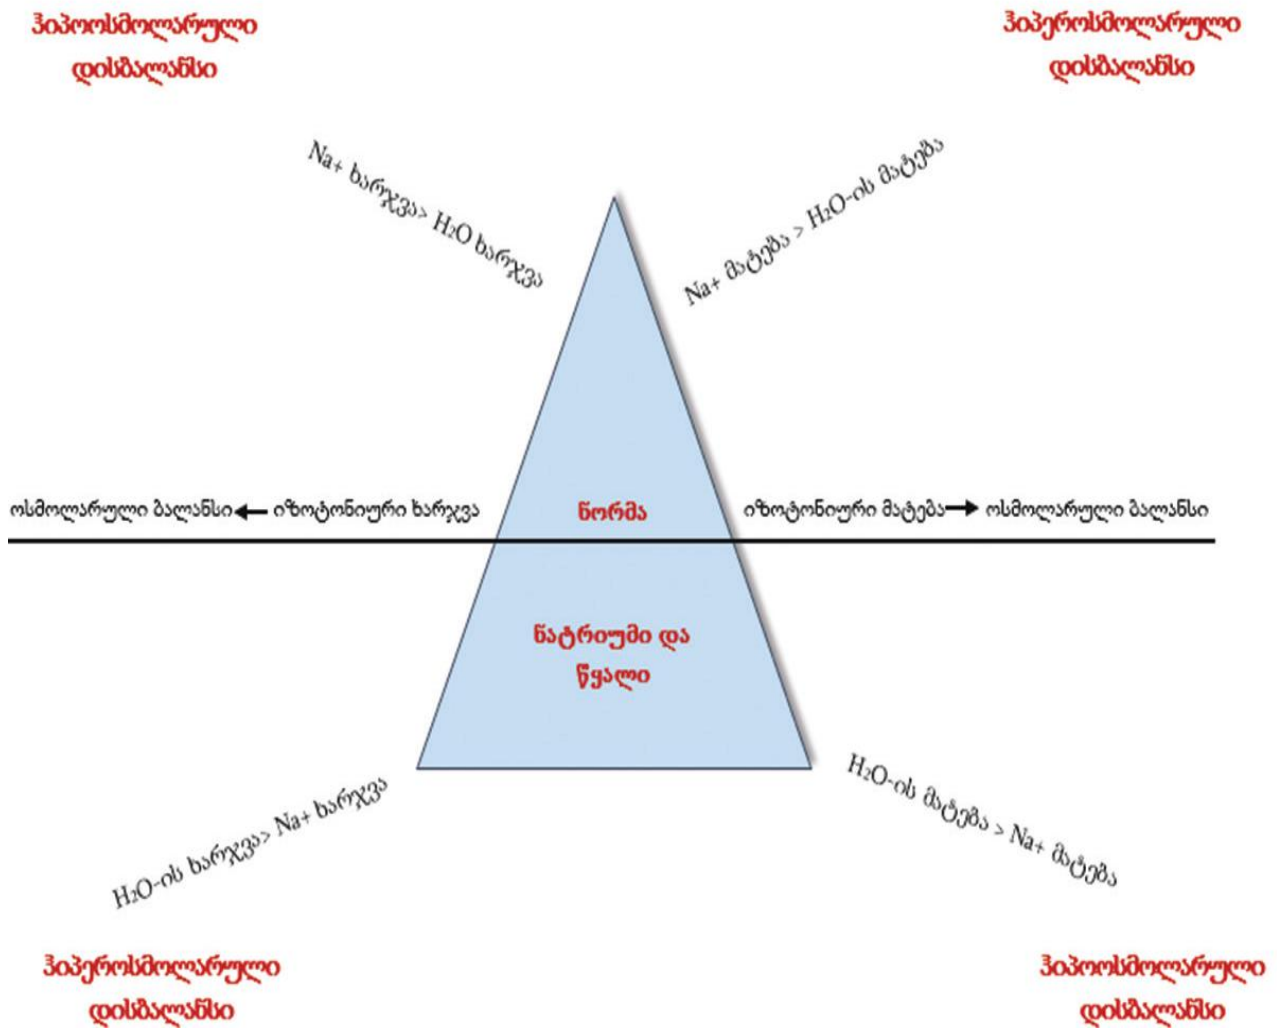 ჰიპოოსმოლარული
დისბალანსი
ჰიპეროსმოლარული
დისბალანსი
Na+ ხარჯვა> H₂O ხარჯვა
Na+ მატება > H₂O-ის მატება
ოსმოლარული ბალანსი ← იზოტონიური ხარჯვა
ნორმა
იზოტონიური მატება → ოსმოლარული ბალანსი
ნატრიუმი და
წყალი
H₂O-ის ხარჯვა> Na+ ხარჯვა
H₂O-ის მატება > Na+ მატება
ჰიპეროსმოლარული
დისბალანსი
ჰიპოოსმოლარული
დისბალანსი